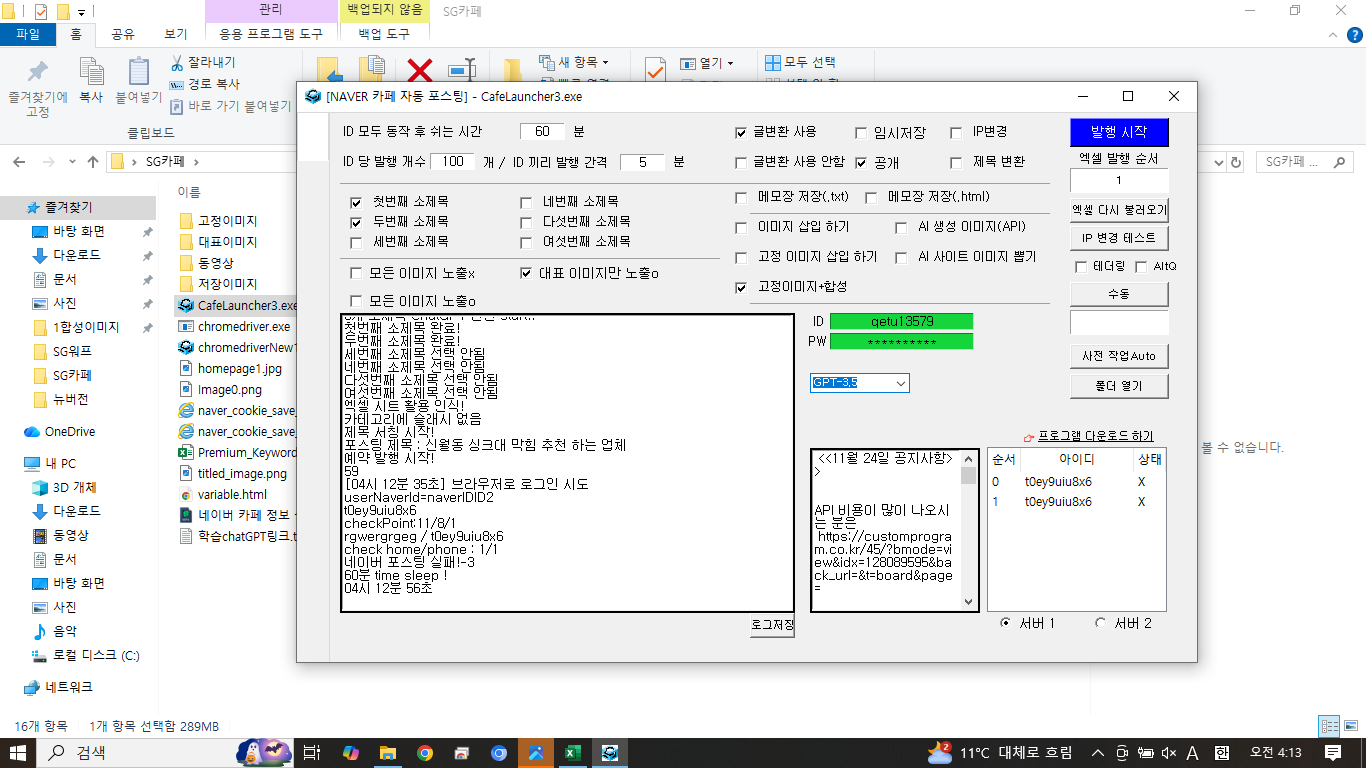 관리
백업되지 않음
SG카페
파일
홈
공유
보기
응용 프로그램 도구
백업 도구
즐겨찾기에 고정
복사
붙여넣기
잘라내기
경로 복사
바로 가기 붙여넣기
클립보드
새 항목
열기
모두 선택
SG카페
SG카페 ...
이름
즐겨찾기
바탕 화면
다운로드
문서
사진
1합성이미지
SG워프
SG카페
뉴버전
OneDrive
내 PC
3D 개체
다운로드
동영상
문서
바탕 화면
사진
음악
로컬 디스크 (C:)
네트워크
고정이미지
대표이미지
동영상
저장이미지
CafeLauncher3.exe
chromedriver.exe
chromedriverNew1
homepage1.jpg
Image0.png
naver_cookie_save_
naver_cookie_save_
Premium_Keyword
titled_image.png
variable.html
네이버 카페 정보
학습chatGPT링크.t
[NAVER 카페 자동 포스팅] - CafeLauncher3.exe
ID 모두 동작 후 쉬는 시간 60 분
ID 당 발행 개수 100 개 / ID 끼리 발행 간격 5 분
첫번째 소제목
네번째 소제목
두번째 소제목
다섯번째 소제목
세번째 소제목
여섯번째 소제목
모든 이미지 노출x
대표 이미지만 노출o
모든 이미지 노출o
글변환 사용
임시저장
IP변경
글변환 사용 안함
공개
제목 변환
메모장 저장(.txt)
메모장 저장(.html)
이미지 삽입 하기
AI 생성 이미지(API)
고정 이미지 삽입 하기
AI 사이트 이미지 뽑기
고정이미지+합성
발행 시작
엑셀 발행 순서
1
엑셀 다시 불러오기
IP 변경 테스트
테더링
AltQ
수동
사전 작업Auto
폴더 열기
첫번째 소제목 완료!
두번째 소제목 완료!
세번째 소제목 선택 안됨
네번째 소제목 선택 안됨
다섯번째 소제목 선택 안됨
여섯번째 소제목 선택 안됨
엑셀 시트 활용 인식!
카테고리에 슬래시 없음
제목 서칭 시작!
포스팅 제목 : 신월동 싱크대 막힘 추천 하는 업체
예약 발행 시작!
59
[04시 12분 35초] 브라우저로 로그인 시도
userNaverId=naverIDID2
t0ey9uiu8x6
checkPoint:11/8/1
rgwergrgeg / t0ey9uiu8x6
check home/phone : 1/1
네이버 포스팅 실패!-3
60분 time sleep !
04시 12분 56초
로그저장
ID qetu13579
PW **********
GPT-3.5
프로그램 다운로드 하기
<<11월 24일 공지사항>
>
API 비용이 많이 나오시
는 분은
https://customprogra
m.co.kr/45/?bmode=vi
ew&idx=128089595&ba
ck_url=&t=board&page
=
순서 아이디 상태
0 t0ey9uiu8x6 X
1 t0ey9uiu8x6 X
서버 1
서버 2
볼 수 없습니다.
16개 항목
1개 항목 선택함 289MB
검색
11°C 대체로 흐림
A
한
오전 4:13